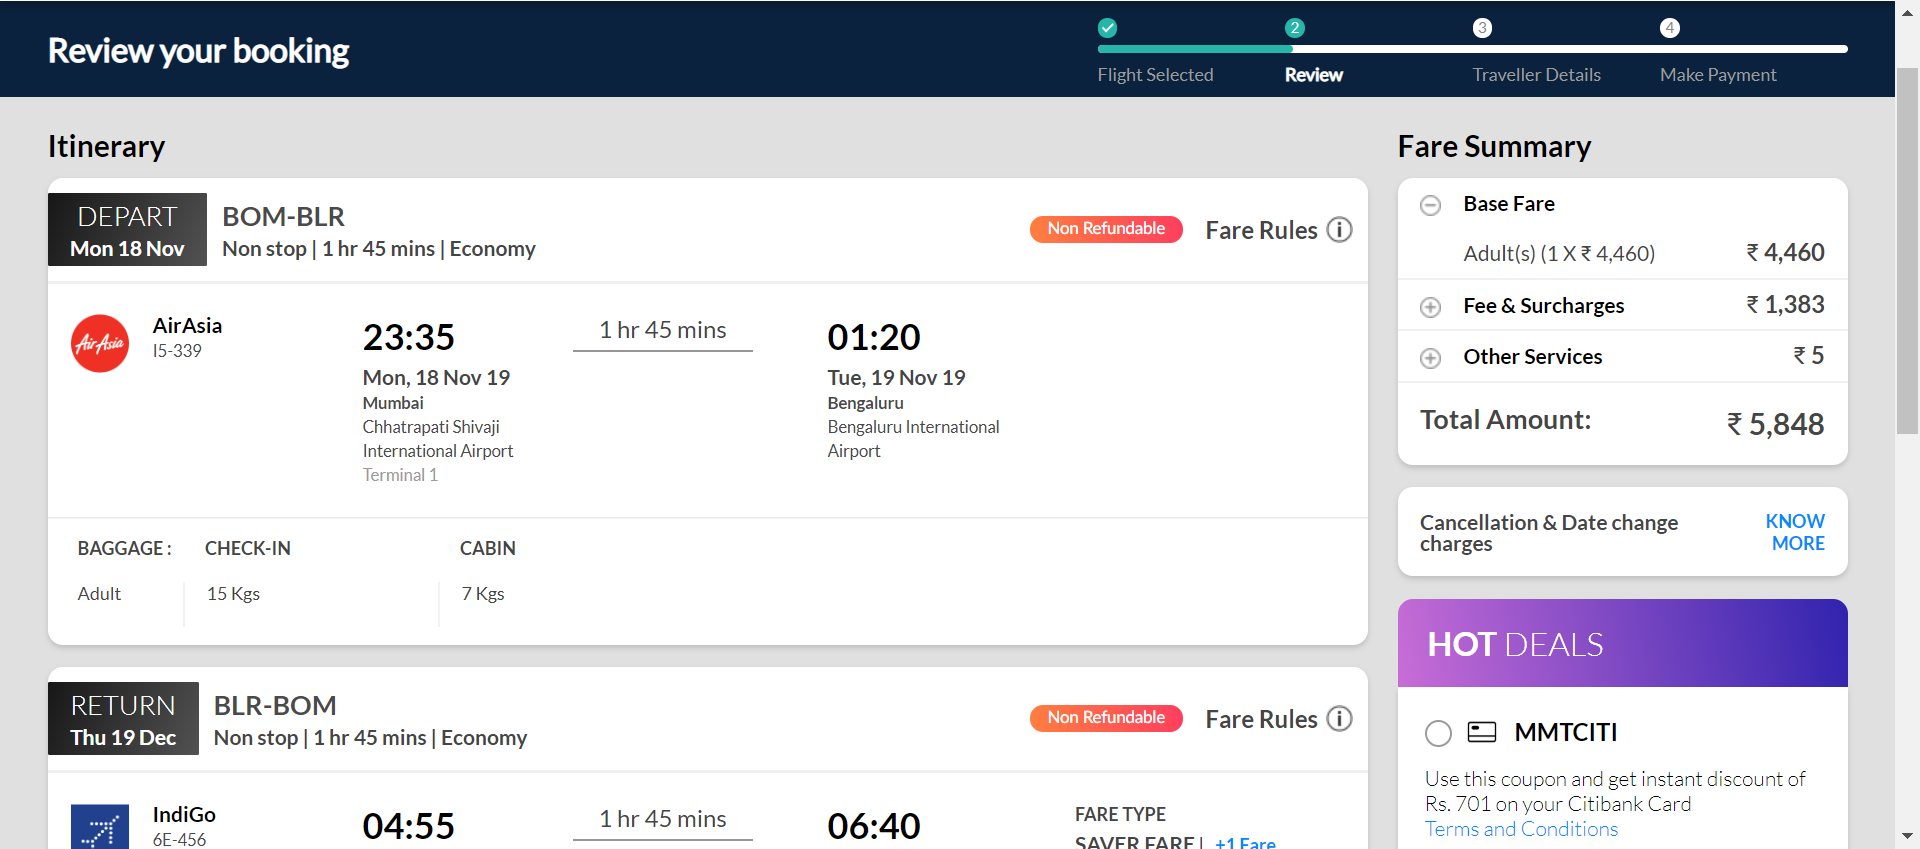 Review your booking
2
3
4
Flight Selected
Review
Traveller Details
Make Payment
Itinerary
DEPART
Mon 18 Nov
BOM-BLR
Non stop | 1 hr 45 mins | Economy
Non Refundable
Fare Rules
AirAsia
AirAsia
I5-339
23:35
Mon, 18 Nov 19
Mumbai
Chhatrapati Shivaji
International Airport
Terminal 1
1 hr 45 mins
01:20
Tue, 19 Nov 19
Bengaluru
Bengaluru International
Airport
BAGGAGE : CHECK-IN CABIN
Adult 15 Kgs 7 Kgs
RETURN
Thu 19 Dec
BLR-BOM
Non stop | 1 hr 45 mins | Economy
Non Refundable
Fare Rules
IndiGo
6E-456
04:55
1 hr 45 mins
06:40
FARE TYPE
SAVER FARE | +1 Fare
Fare Summary
Base Fare
Adult(s) (1 X ₹ 4,460) ₹ 4,460
Fee & Surcharges ₹ 1,383
Other Services ₹ 5
Total Amount: ₹ 5,848
Cancellation & Date change
charges
KNOW
MORE
HOT DEALS
MMTCITI
Use this coupon and get instant discount of
Rs. 701 on your Citibank Card
Terms and Conditions